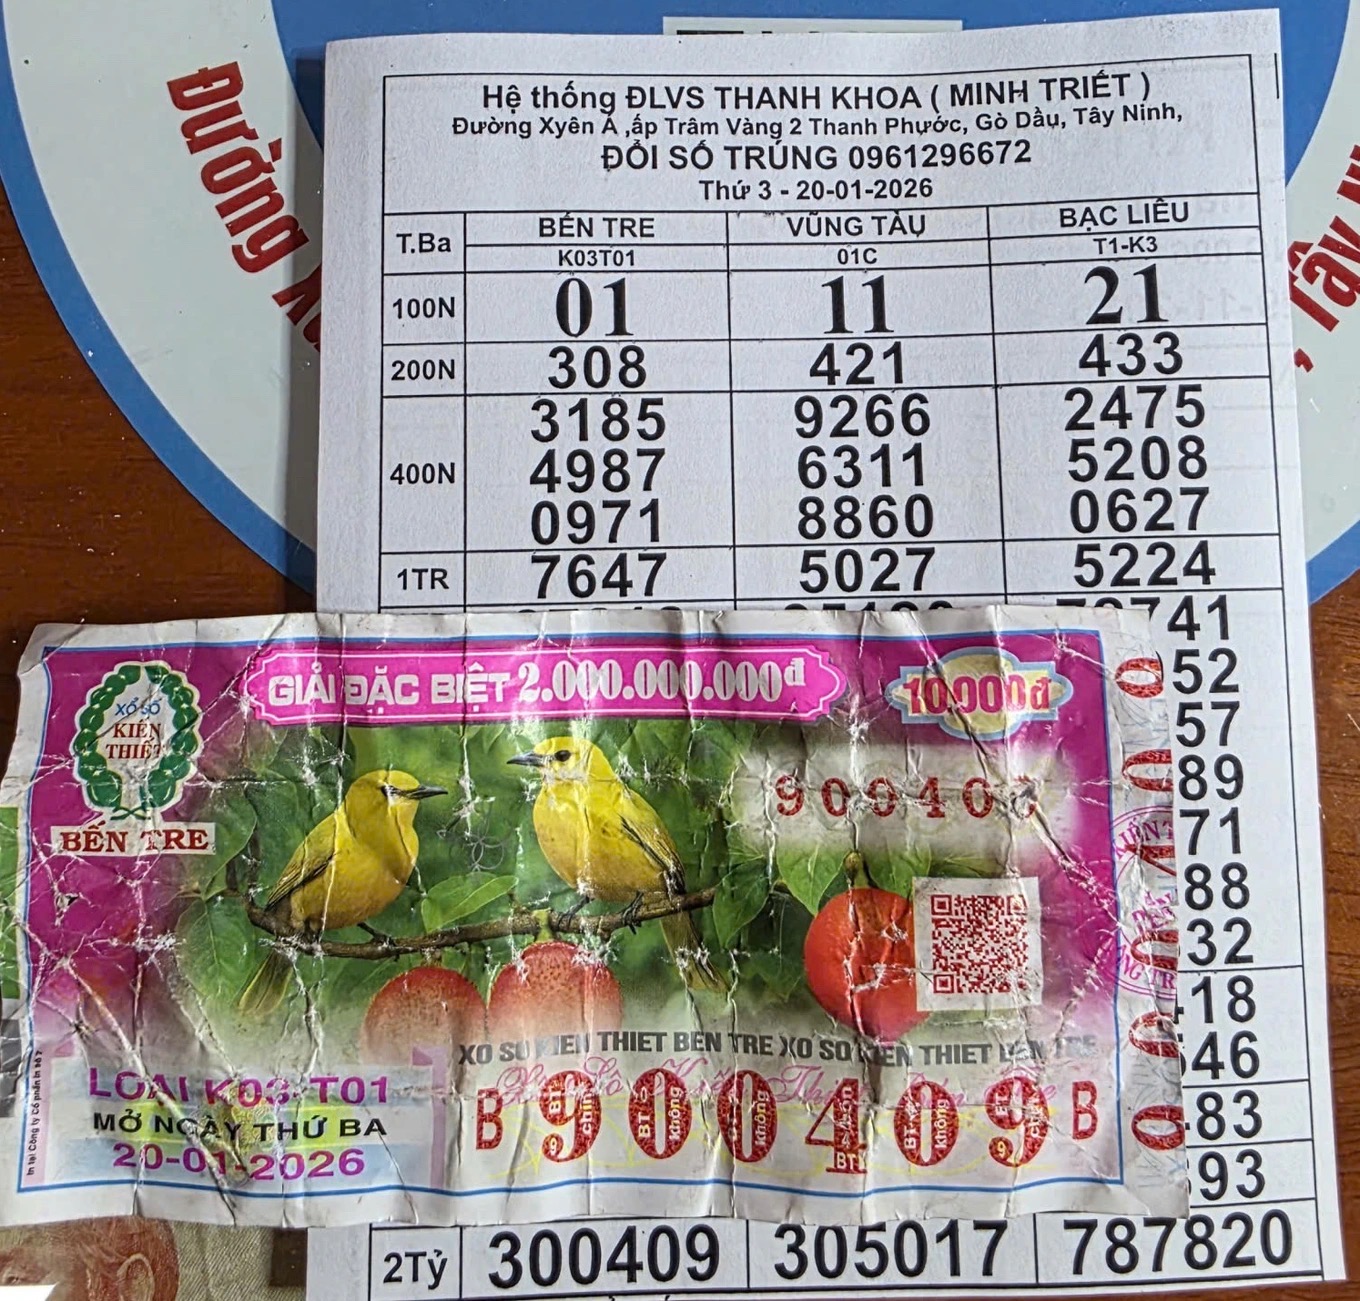 ĐƯỜNG
, TÂY N
Hệ thống ĐLVS THANH KHOA ( MINH TRIẾT )
Đường Xyên Á ,ấp Trâm Vàng 2 Thanh Phước, Gò Dầu, Tây Ninh,
ĐỔI SỐ TRÚNG 0961296672
Thứ 3 - 20-01-2026
T.Ba BẾN TRE VŨNG TÀU BẠC LIÊU
K03T01 01C T1-K3
100N 01 11 21
200N 308 421 433
3185 9266 2475
400N 4987 6311 5208
0971 8860 0627
1TR 7647 5027 5224
741
52
57
89
71
88
32
18
46
83
93
GIẢI ĐẶC BIỆT 2.000.000.000đ
10.000đ
XỔ SỐ
KIẾN
THIẾT
BẾN TRE
900409
XO SO KIEN THIET BEN TRE XO SO KIEN THIET BEN TRE
LOẠI K03-T01
MỞ NGÀY THỨ BA
20-01-2026
B 900409 B
2Tỷ 300409 305017 787820